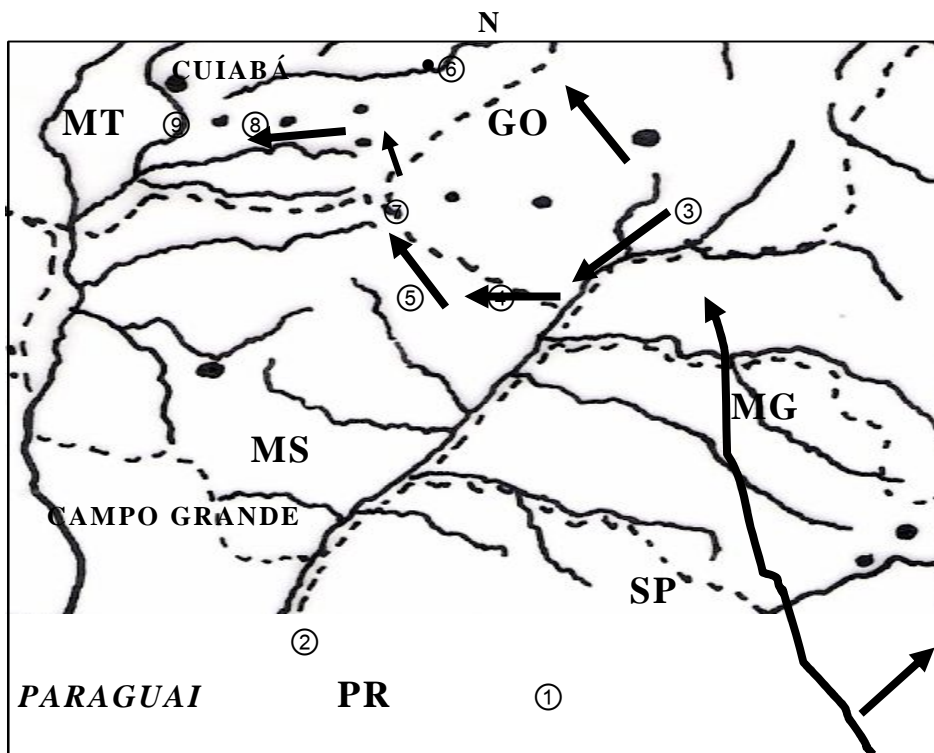 N
CUIABÁ
⑥
MT
⑨
⑧
GO
⑦
③
⑤
④
MG
MS
CAMPO GRANDE
SP
②
PARAGUAI
PR
①